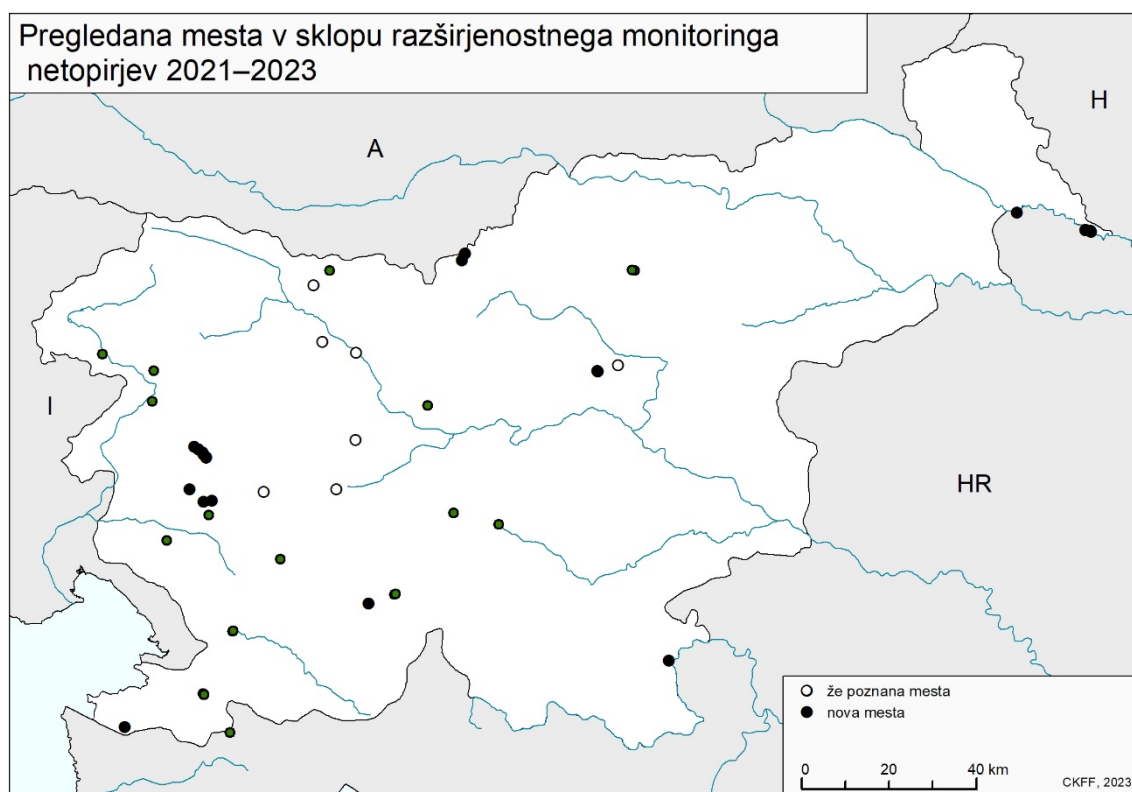 Pregledana mesta v sklopu razširjenostnega monitoringa
netopirjev 2021–2023
H
A
I
HR
že poznana mesta
nova mesta
0 20 40 km
CKFF, 2023